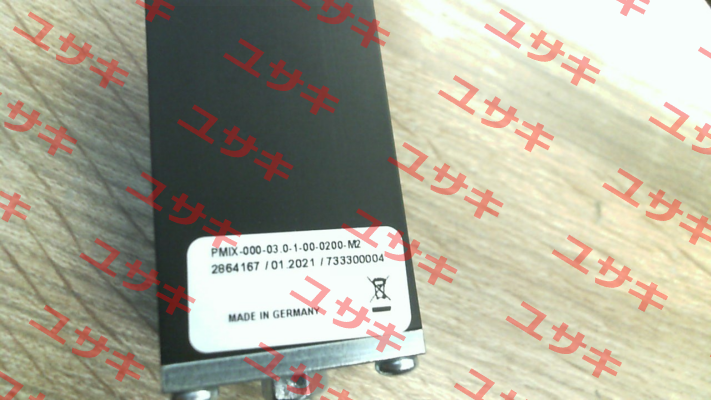 PMIX-000-03.0-1-00-0200-M2
2864167 / 01.2021 / 733300004
MADE IN GERMANY
ユサキ